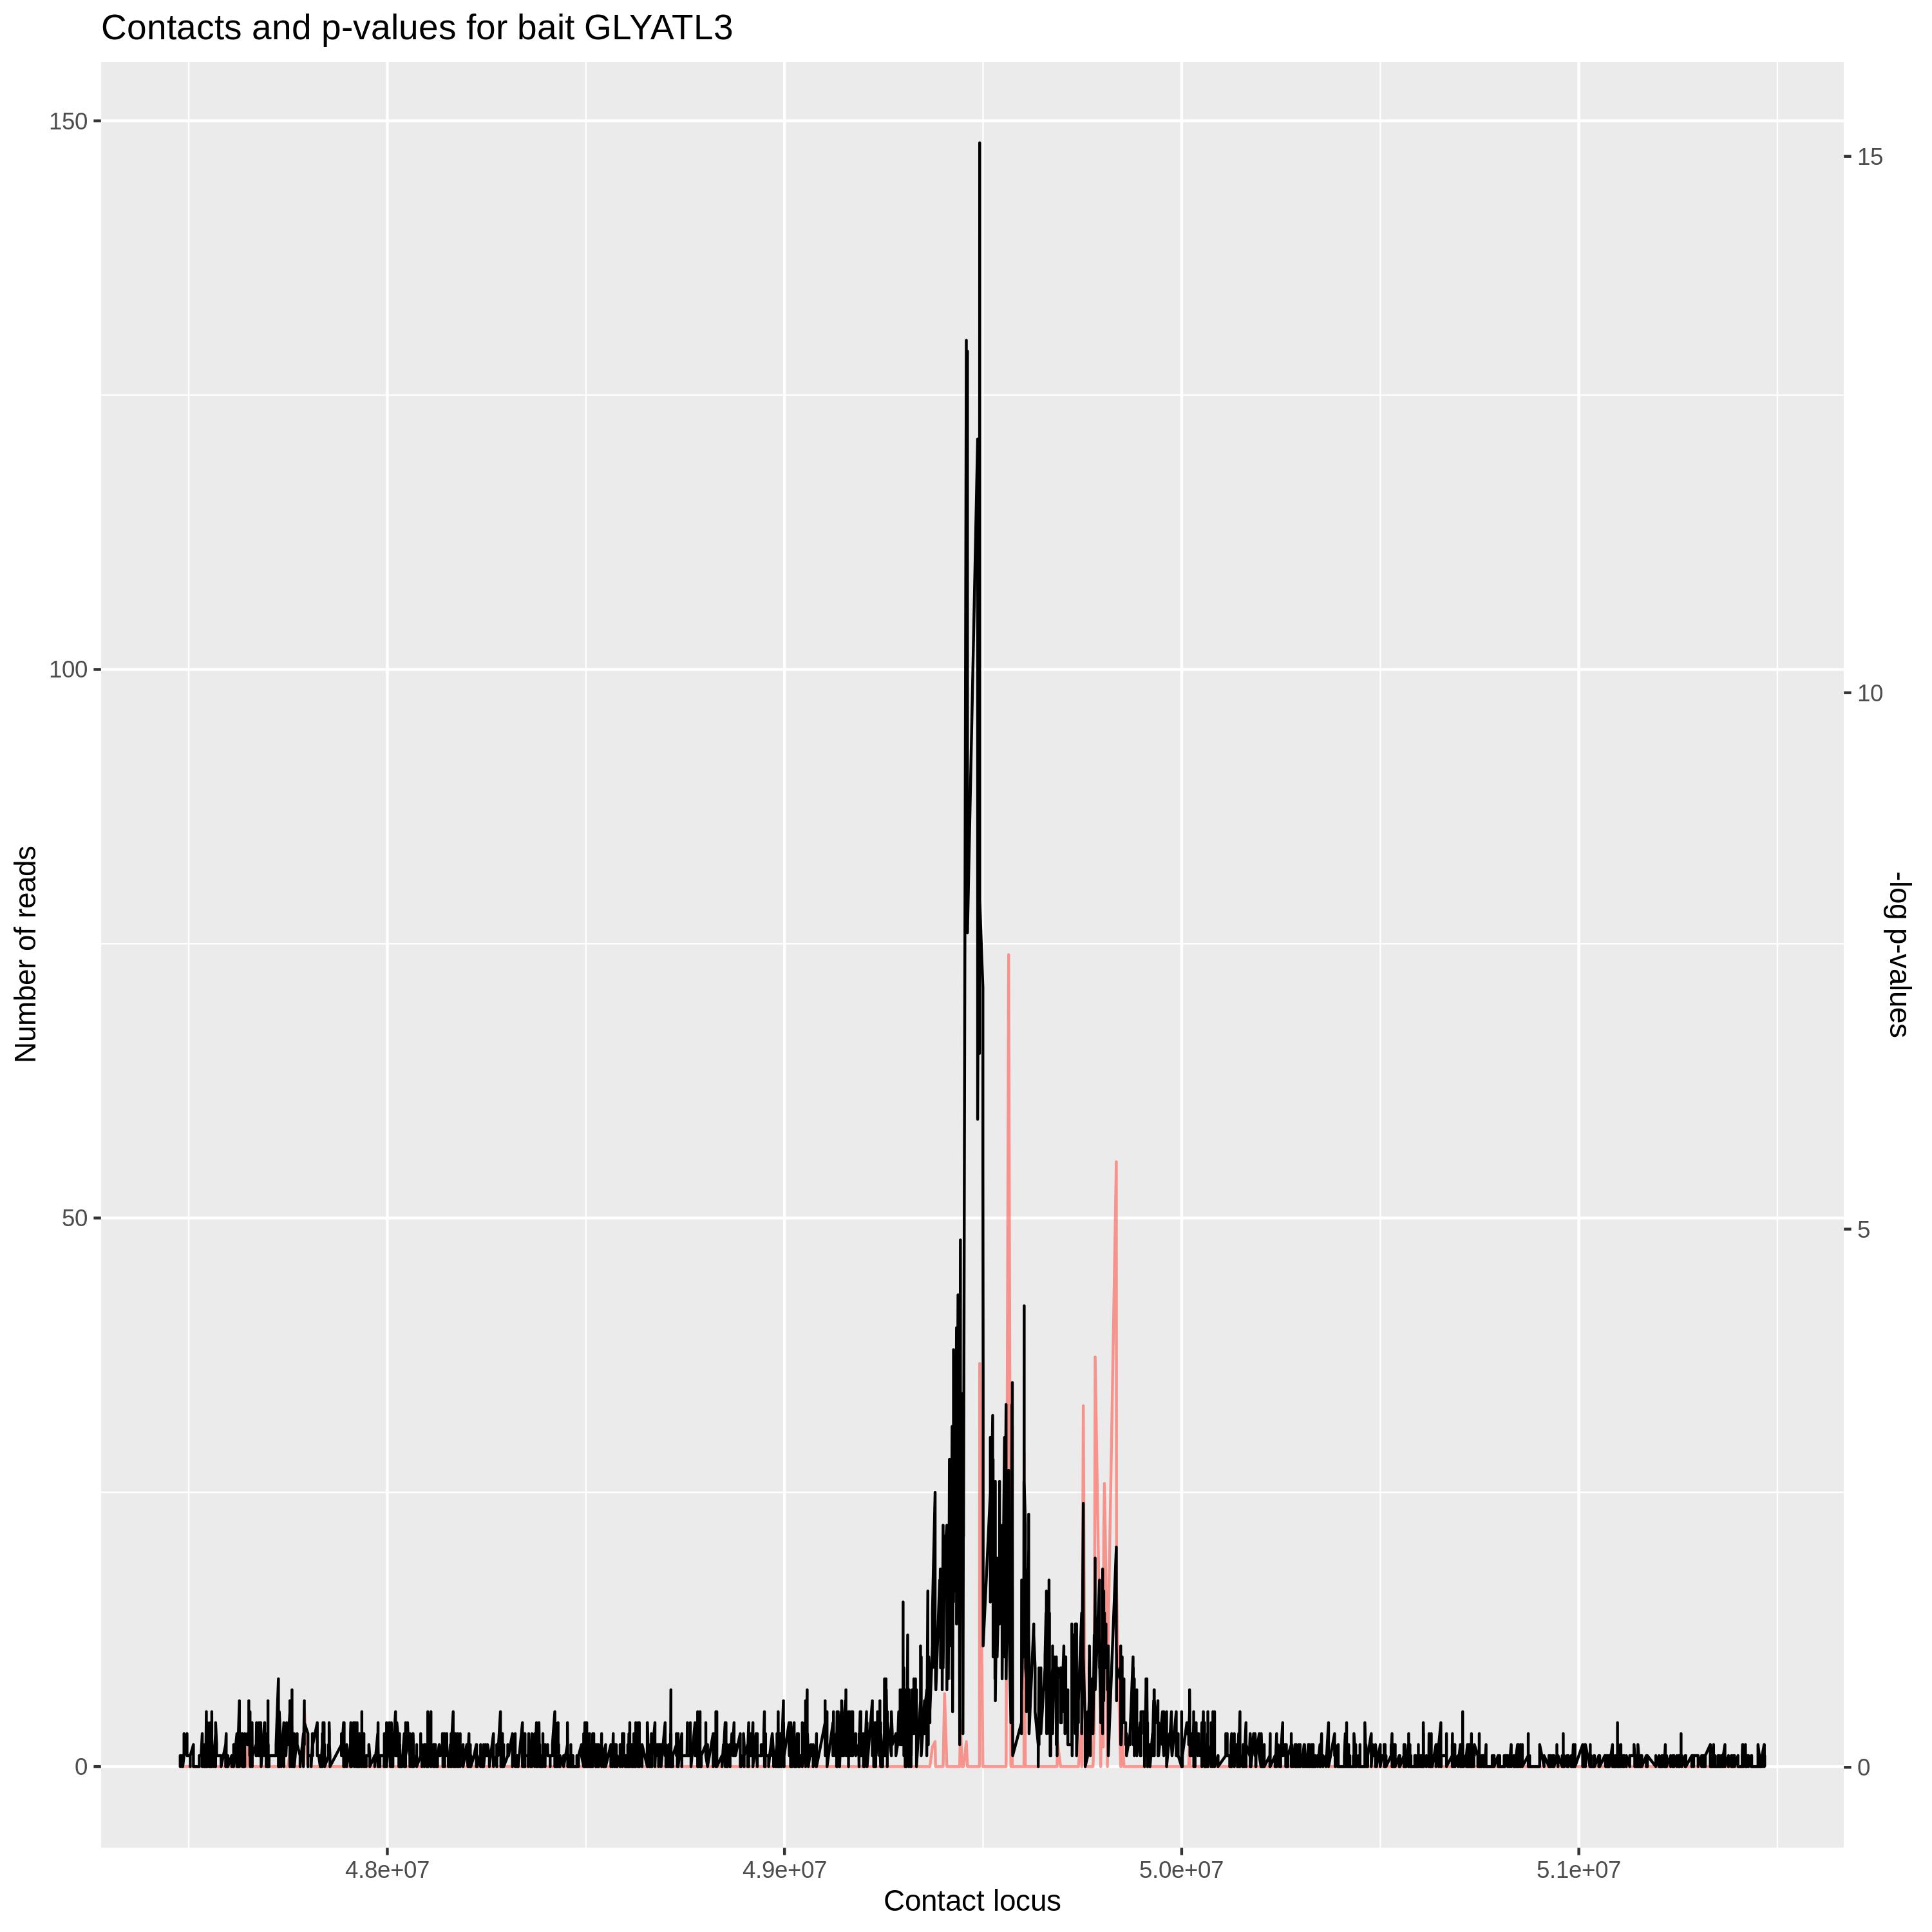 Contacts and p-values for bait GLYATL3
150
100
50
0
Number of reads
15
10
5
0
-log p-values
4.8e+07
4.9e+07
5.0e+07
5.1e+07
Contact locus